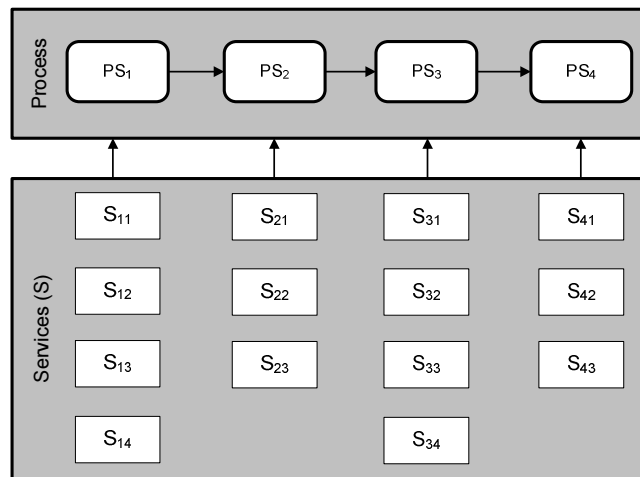 Process
PS₁ PS₂ PS₃ PS₄
Services (S)
S₁₁ S₂₁ S₃₁ S₄₁
S₁₂ S₂₂ S₃₂ S₄₂
S₁₃ S₂₃ S₃₃ S₄₃
S₁₄ S₃₄